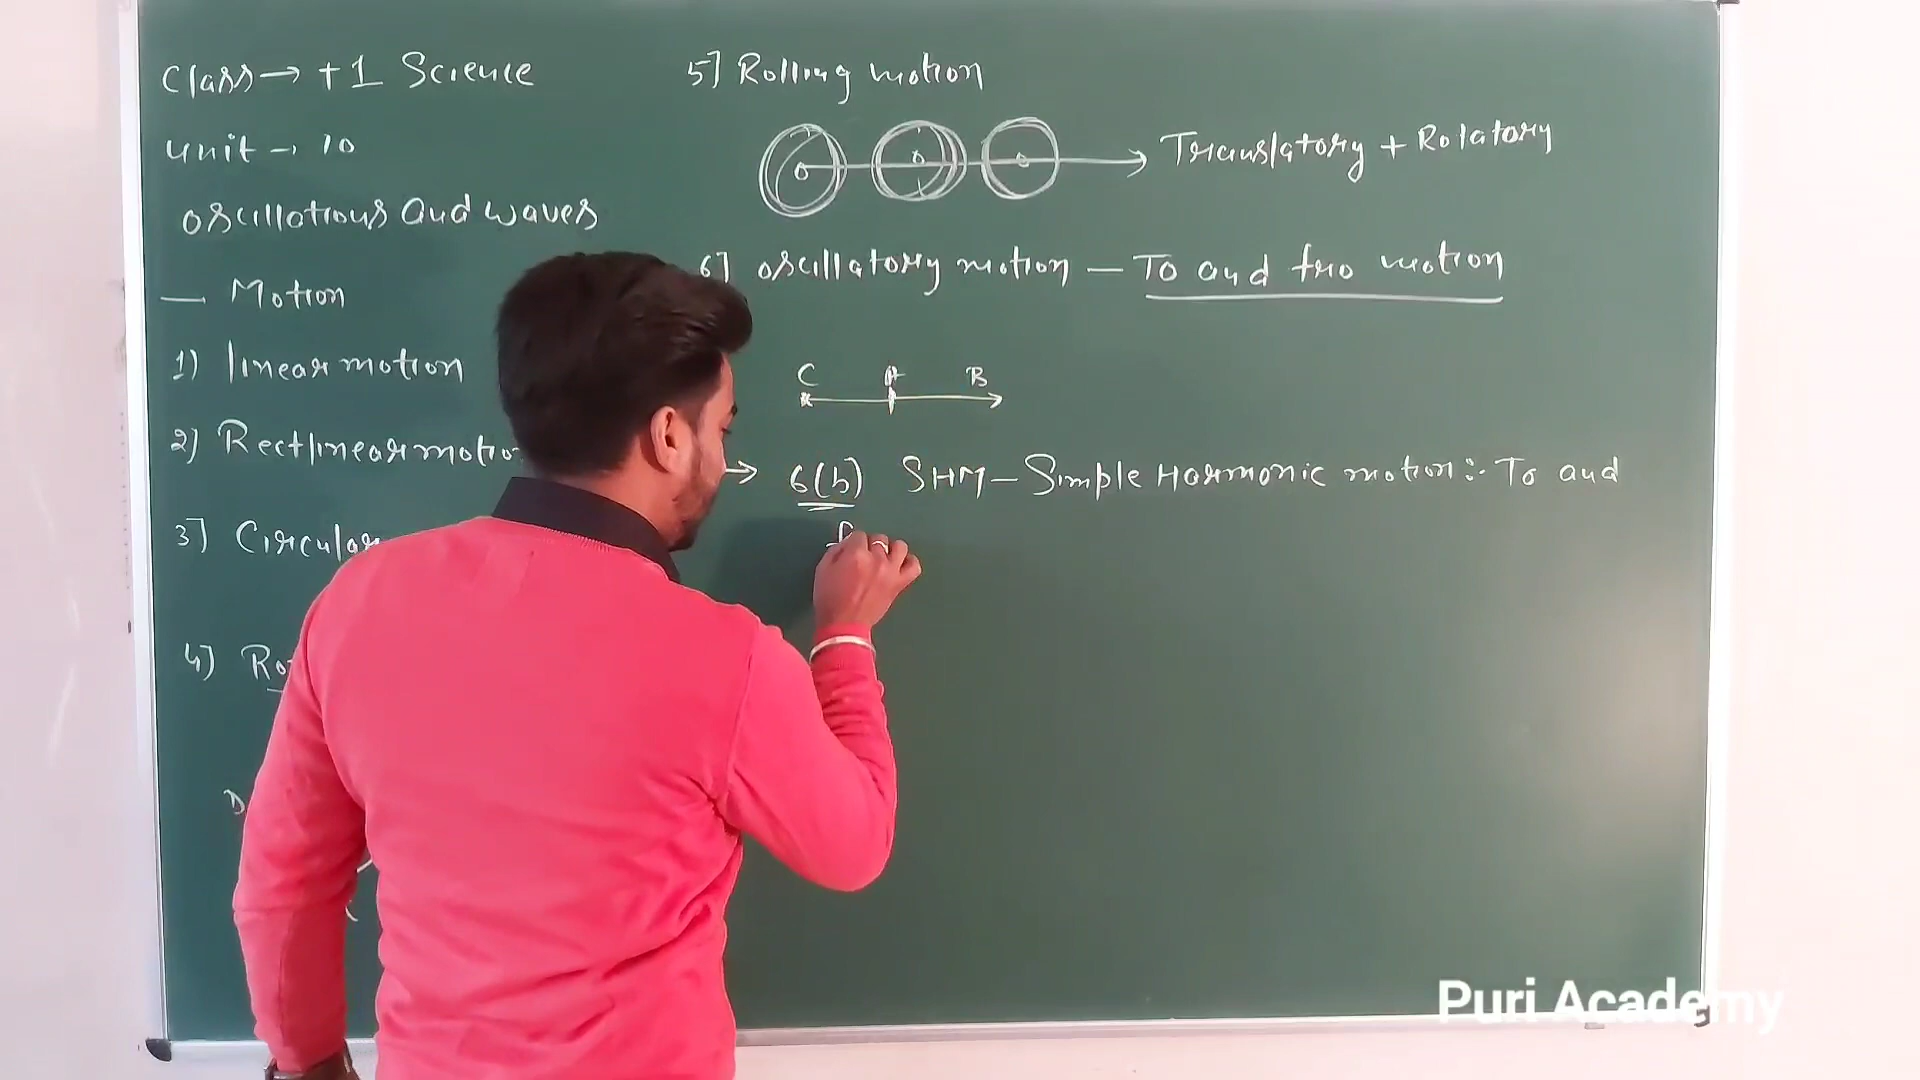 Class → +1 Science
Unit → 10
Oscillations and waves
— Motion
1) linear motion
2) Rectlinear motio
3] Circular
4) Ro
D
5] Rolling motion
Translatory + Rotatory
6] oscillatory motion — To and fro motion
C A B
→ 6(b) SHM — Simple Harmonic motion :- To and
f
Puri Academy